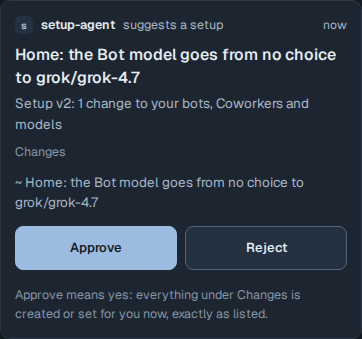 s setup-agent suggests a setup now
Home: the Bot model goes from no choice
to grok/grok-4.7
Setup v2: 1 change to your bots, Coworkers and
models
Changes
~ Home: the Bot model goes from no choice to
grok/grok-4.7
Approve Reject
Approve means yes: everything under Changes is
created or set for you now, exactly as listed.